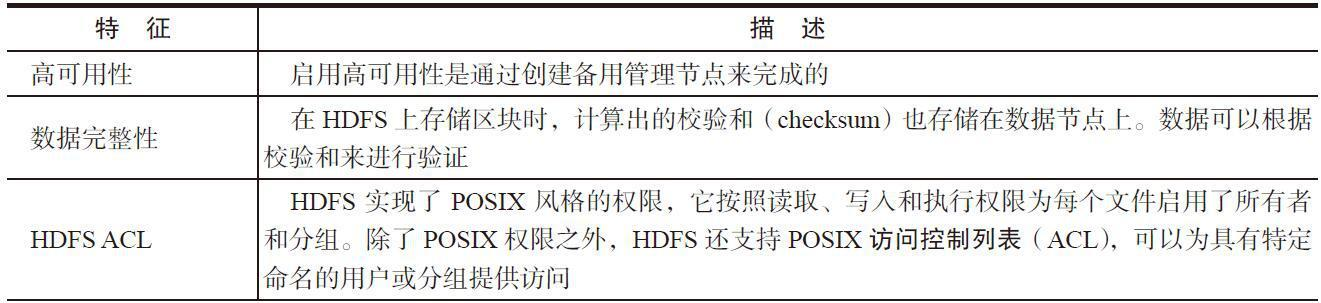 特 征 描 述
高可用性 启用高可用性是通过创建备用管理节点来完成的
数据完整性
在 HDFS 上存储区块时，计算出的校验和（checksum）也存储在数据节点上。数据可以根据
校验和来进行验证
HDFS ACL
HDFS 实现了 POSIX 风格的权限，它按照读取、写入和执行权限为每个文件启用了所有者
和分组。除了 POSIX 权限之外，HDFS 还支持 POSIX 访问控制列表（ACL），可以为具有特定
命名的用户或分组提供访问